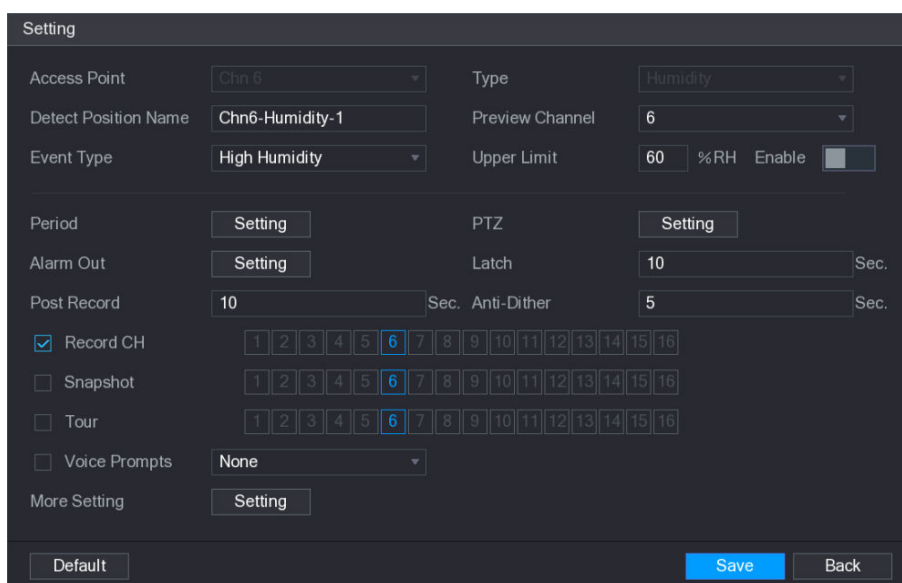 Setting
Access Point Chn 6 Type Humidity
Detect Position Name Chn6-Humidity-1 Preview Channel 6
Event Type High Humidity Upper Limit 60 %RH Enable
Period Setting PTZ Setting
Alarm Out Setting Latch 10 Sec.
Post Record 10 Sec. Anti-Dither 5 Sec.
Record CH 1 2 3 4 5 6 7 8 9 10 11 12 13 14 15 16
Snapshot 1 2 3 4 5 6 7 8 9 10 11 12 13 14 15 16
Tour 1 2 3 4 5 6 7 8 9 10 11 12 13 14 15 16
Voice Prompts None
More Setting Setting
Default Save Back